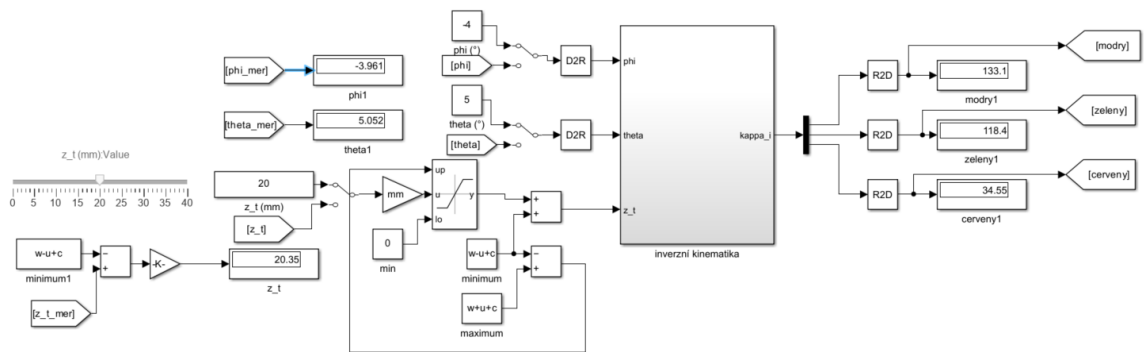 -4
phi (°)
[phi]
D2R
[phi_mer]
-3.961
phi1
[theta_mer]
5.052
theta1
5
theta (°)
[theta]
D2R
phi
theta
z_t
kappa_i
inverzní kinematika
R2D
133.1
modry1
[modry]
R2D
118.4
zeleny1
[zeleny]
R2D
34.55
cerveny1
[cerveny]
z_t (mm):Value
0 5 10 15 20 25 30 35 40
20
z_t (mm)
[z_t]
mm
up
u
lo
y
0
min
+
+
w-u+c
minimum
−
+
w+u+c
maximum
w-u+c
minimum1
−
+
-K-
20.35
z_t
[z_t_mer]